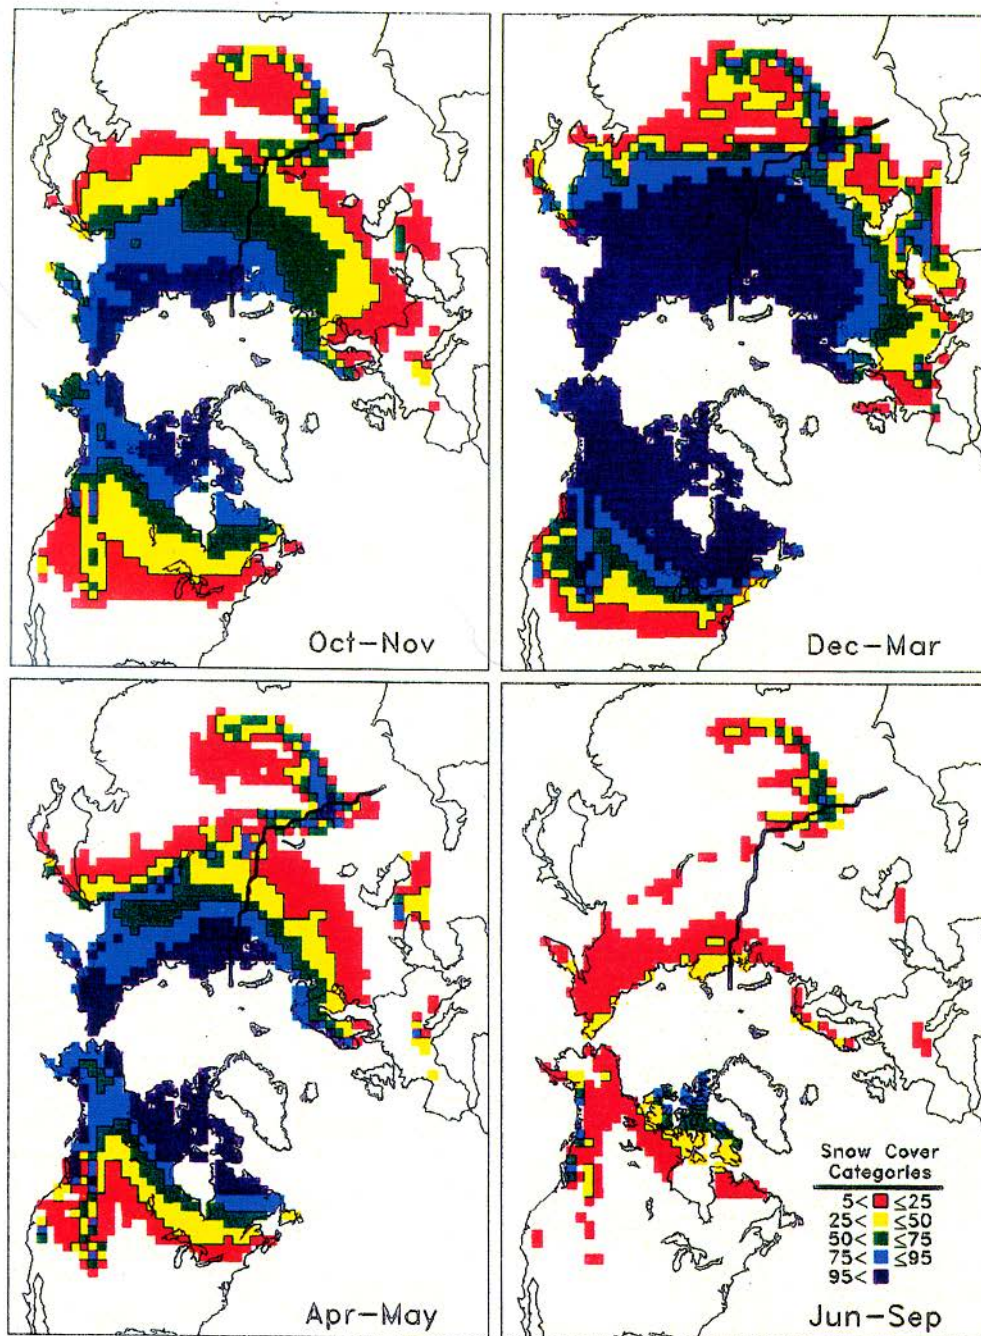 Oct-Nov
Dec-Mar
Apr-May
Snow Cover
Categories
5< ≤25
25< ≤50
50< ≤75
75< ≤95
95<
Jun-Sep